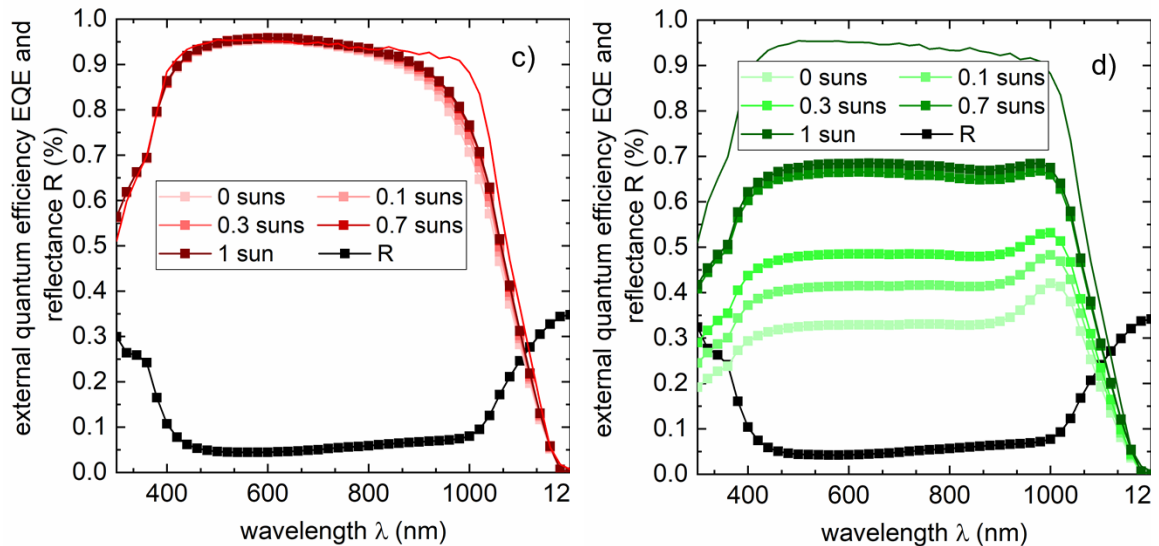 external quantum efficiency EQE and
reflectance R (%)
1.0
0.9
0.8
0.7
0.6
0.5
0.4
0.3
0.2
0.1
0.0
c)
0 suns 0.1 suns
0.3 suns 0.7 suns
1 sun R
400 600 800 1000 120
wavelength λ (nm)
external quantum efficiency EQE and
reflectance R (%)
1.0
0.9
0.8
0.7
0.6
0.5
0.4
0.3
0.2
0.1
0.0
d)
0 suns 0.1 suns
0.3 suns 0.7 suns
1 sun R
400 600 800 1000 120
wavelength λ (nm)